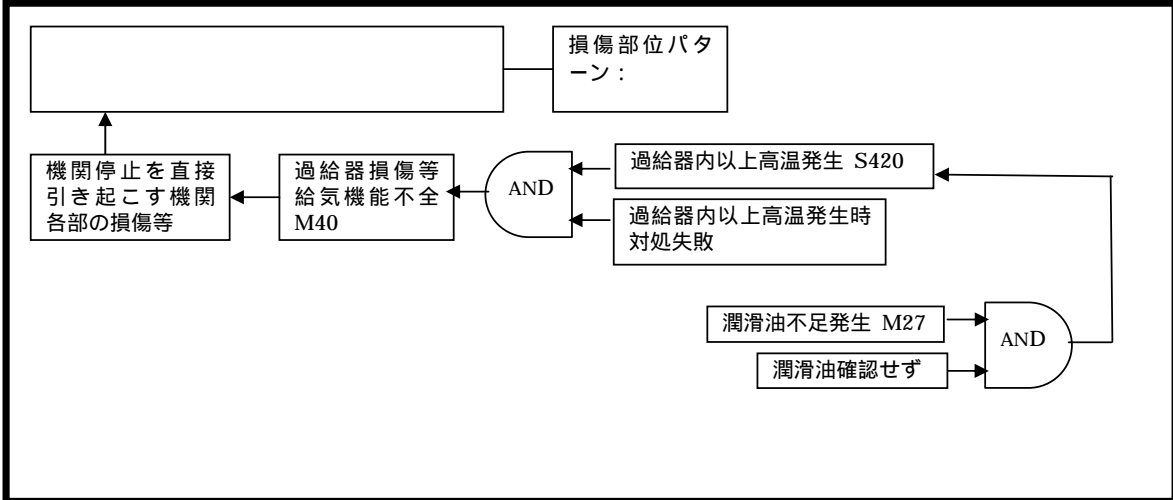 損傷部位パタ
ーン：
機関停止を直接
引き起こす機関
各部の損傷等
過給器損傷等
給気機能不全
M40
AND
過給器内以上高温発生 S420
過給器内以上高温発生時
対処失敗
潤滑油不足発生 M27
潤滑油確認せず
AND